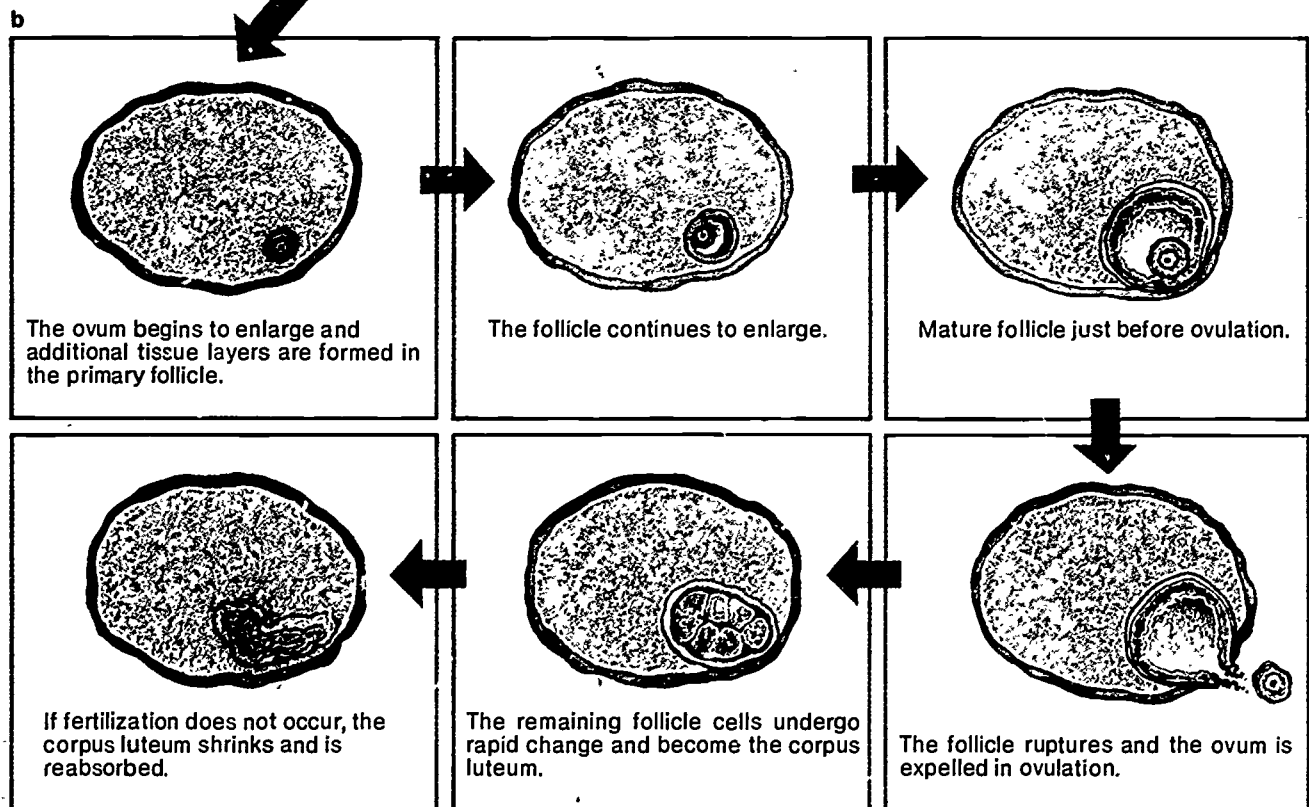 b
The ovum begins to enlarge and
additional tissue layers are formed in
the primary follicle.
The follicle continues to enlarge.
Mature follicle just before ovulation.
The follicle ruptures and the ovum is
expelled in ovulation.
The remaining follicle cells undergo
rapid change and become the corpus
luteum.
If fertilization does not occur, the
corpus luteum shrinks and is
reabsorbed.